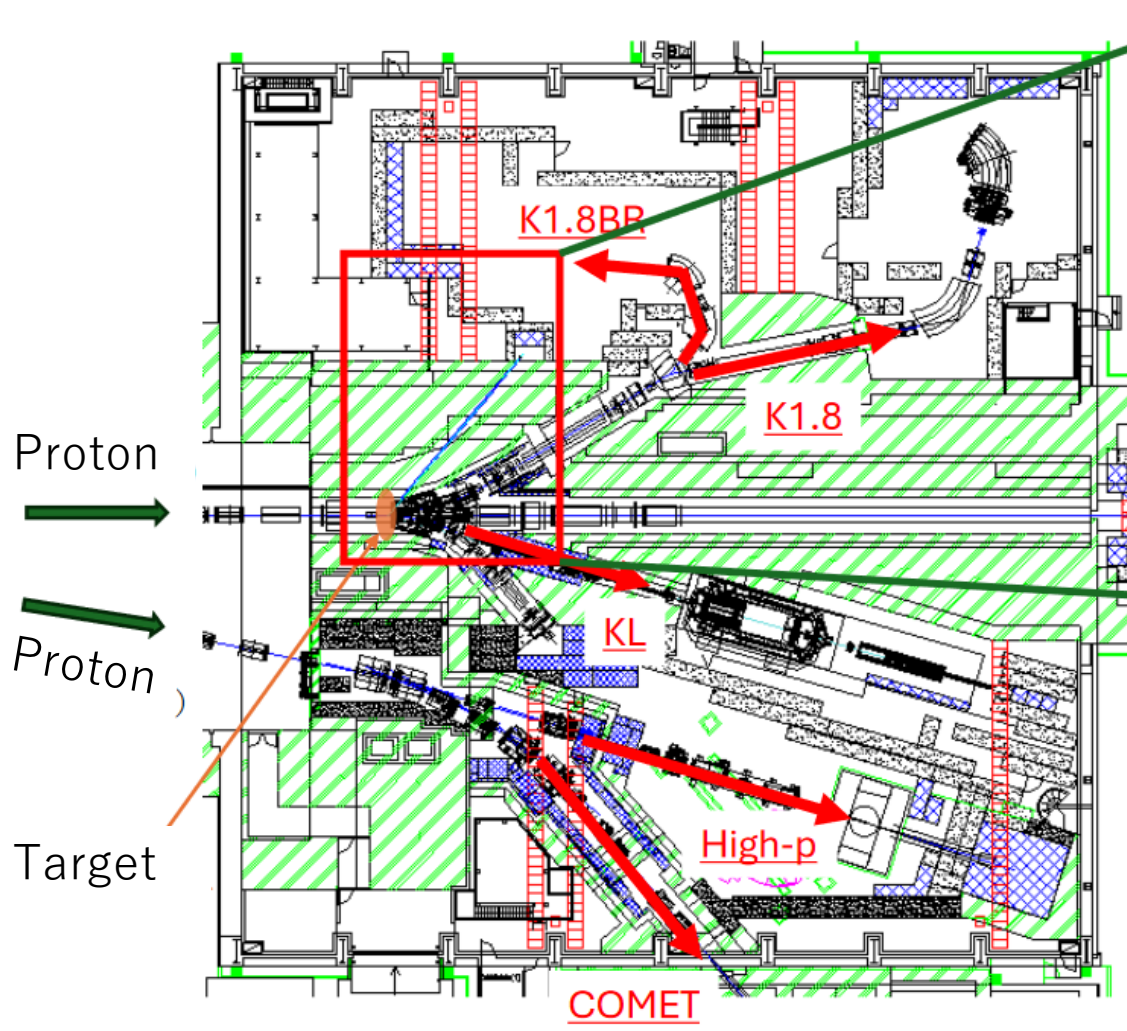 K1.8BR
K1.8
Proton
KL
Proton
)
High-p
Target
COMET